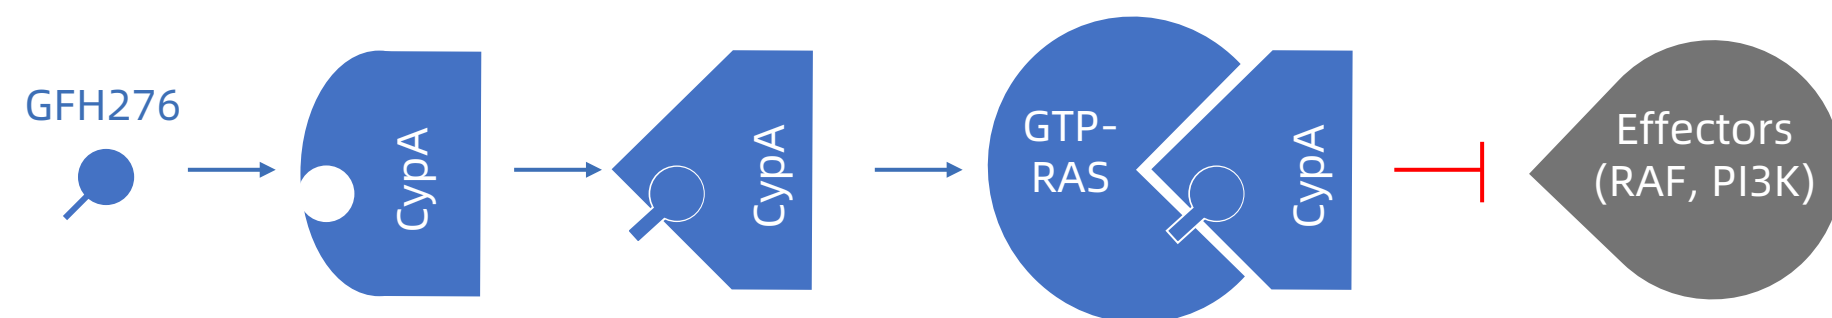 GFH276
CypA
CypA
GTP-
RAS
CypA
Effectors
(RAF, PI3K)